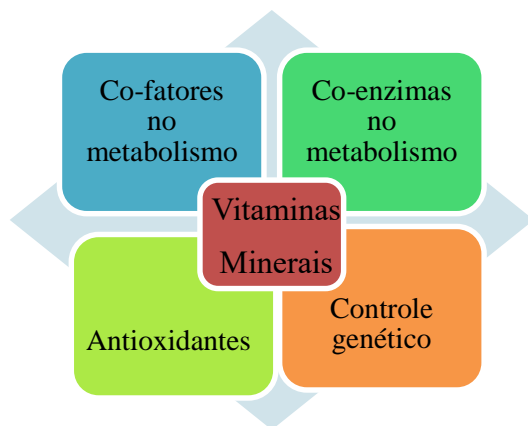 Co-fatores
no
metabolismo
Co-enzimas
no
metabolismo
Vitaminas
Minerais
Antioxidantes
Controle
genético